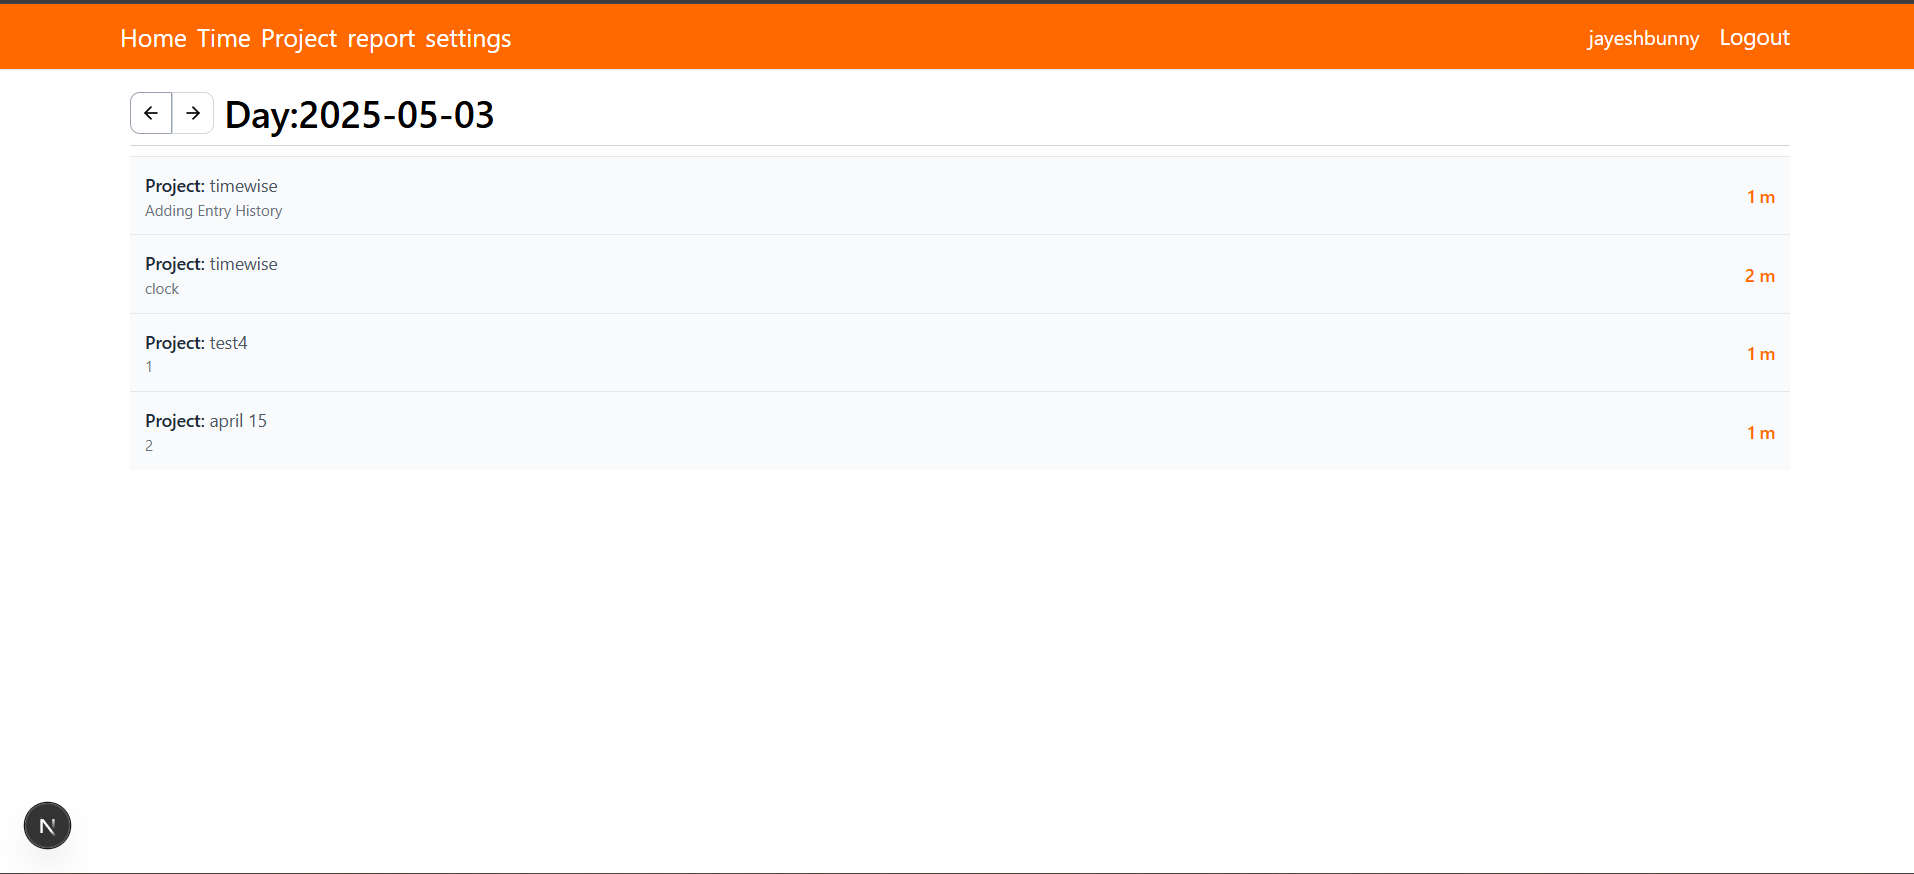 Home Time Project report settings jayeshbunny Logout
← → Day:2025-05-03
Project: timewise
Adding Entry History
1 m
Project: timewise
clock
2 m
Project: test4
1
1 m
Project: april 15
2
1 m
N